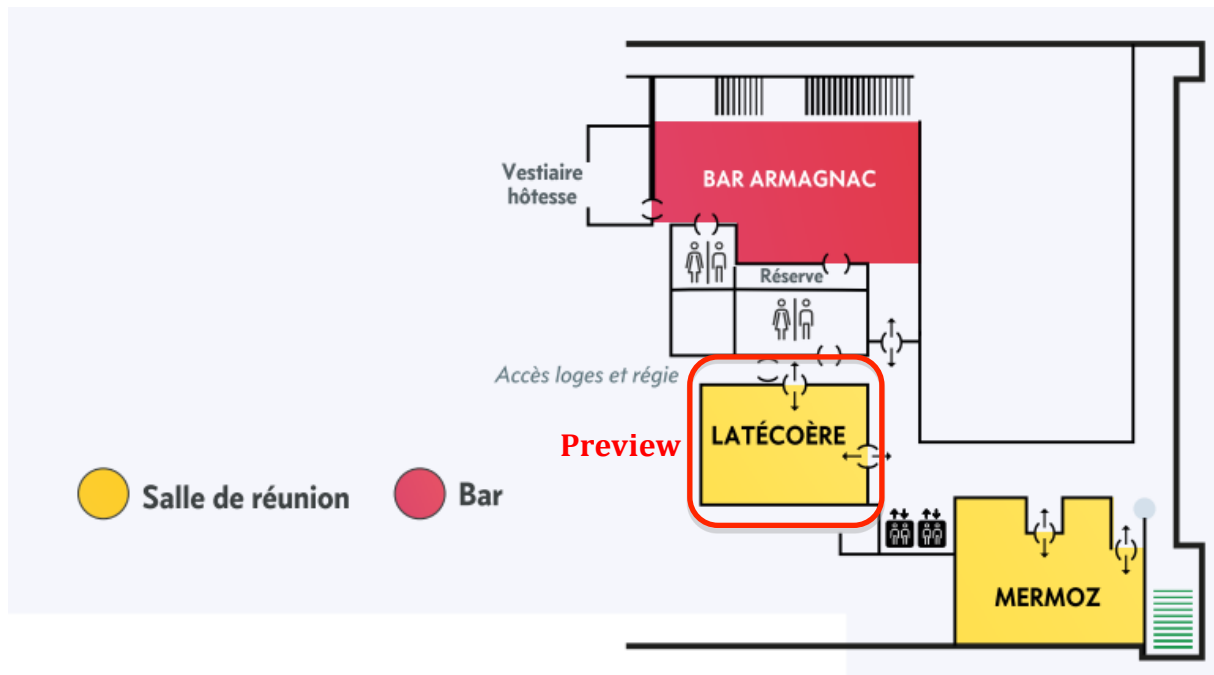 Vestiaire
hôtesse
BAR ARMAGNAC
Réserve
Accès loges et régie
Preview
LATÉCOÈRE
Salle de réunion
Bar
MERMOZ